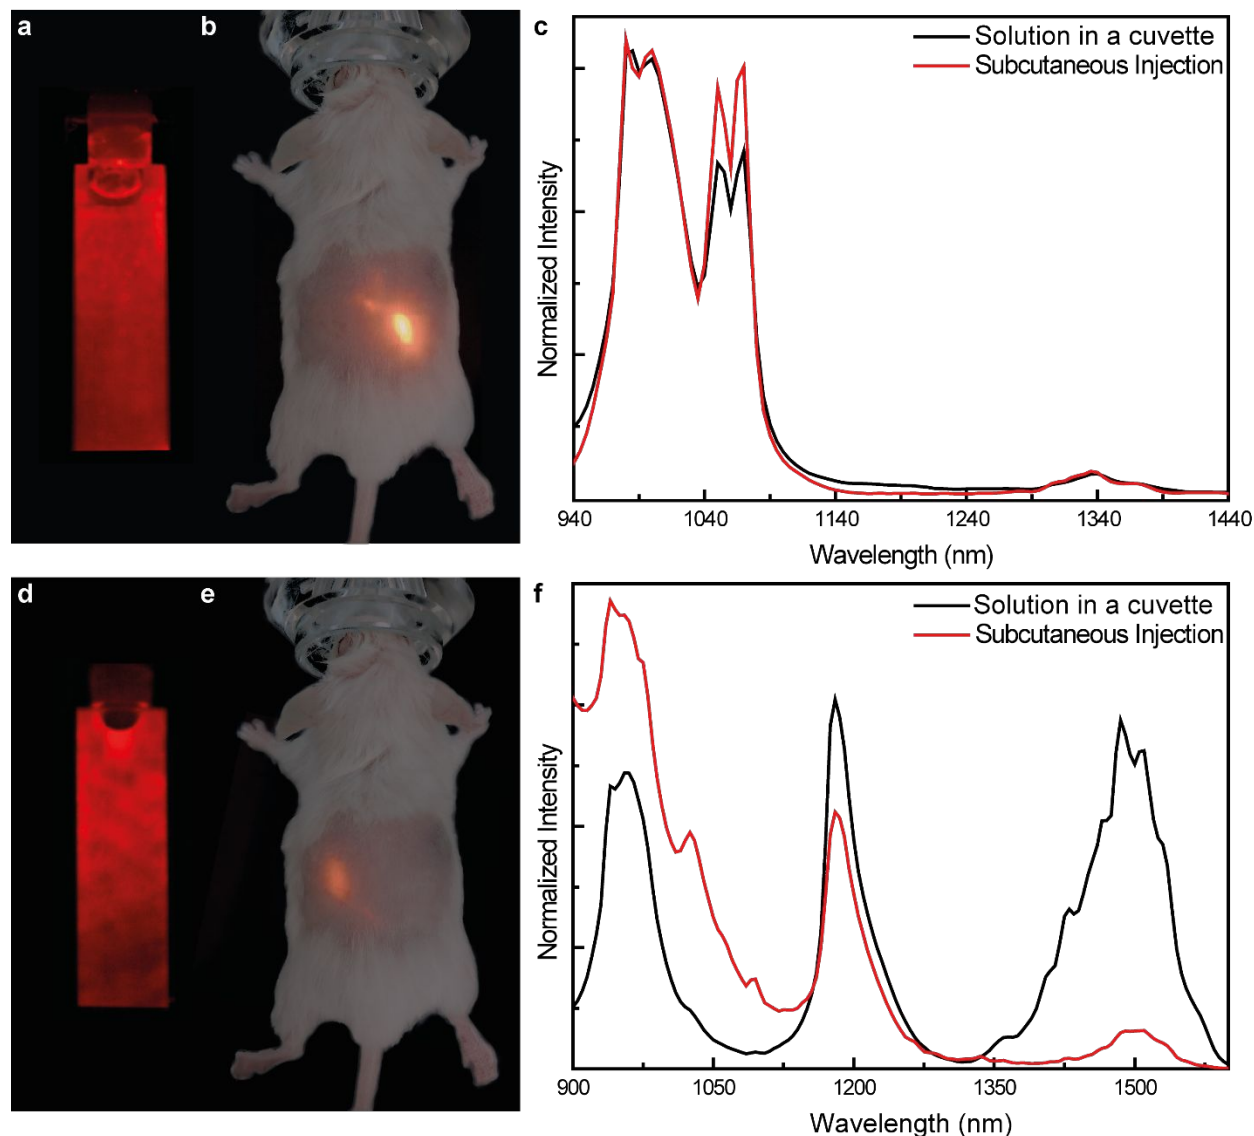 a
b
c
Solution in a cuvette
Subcutaneous Injection
Normalized Intensity
940 1040 1140 1240 1340 1440
Wavelength (nm)
d
e
f
Solution in a cuvette
Subcutaneous Injection
Normalized Intensity
900 1050 1200 1350 1500
Wavelength (nm)